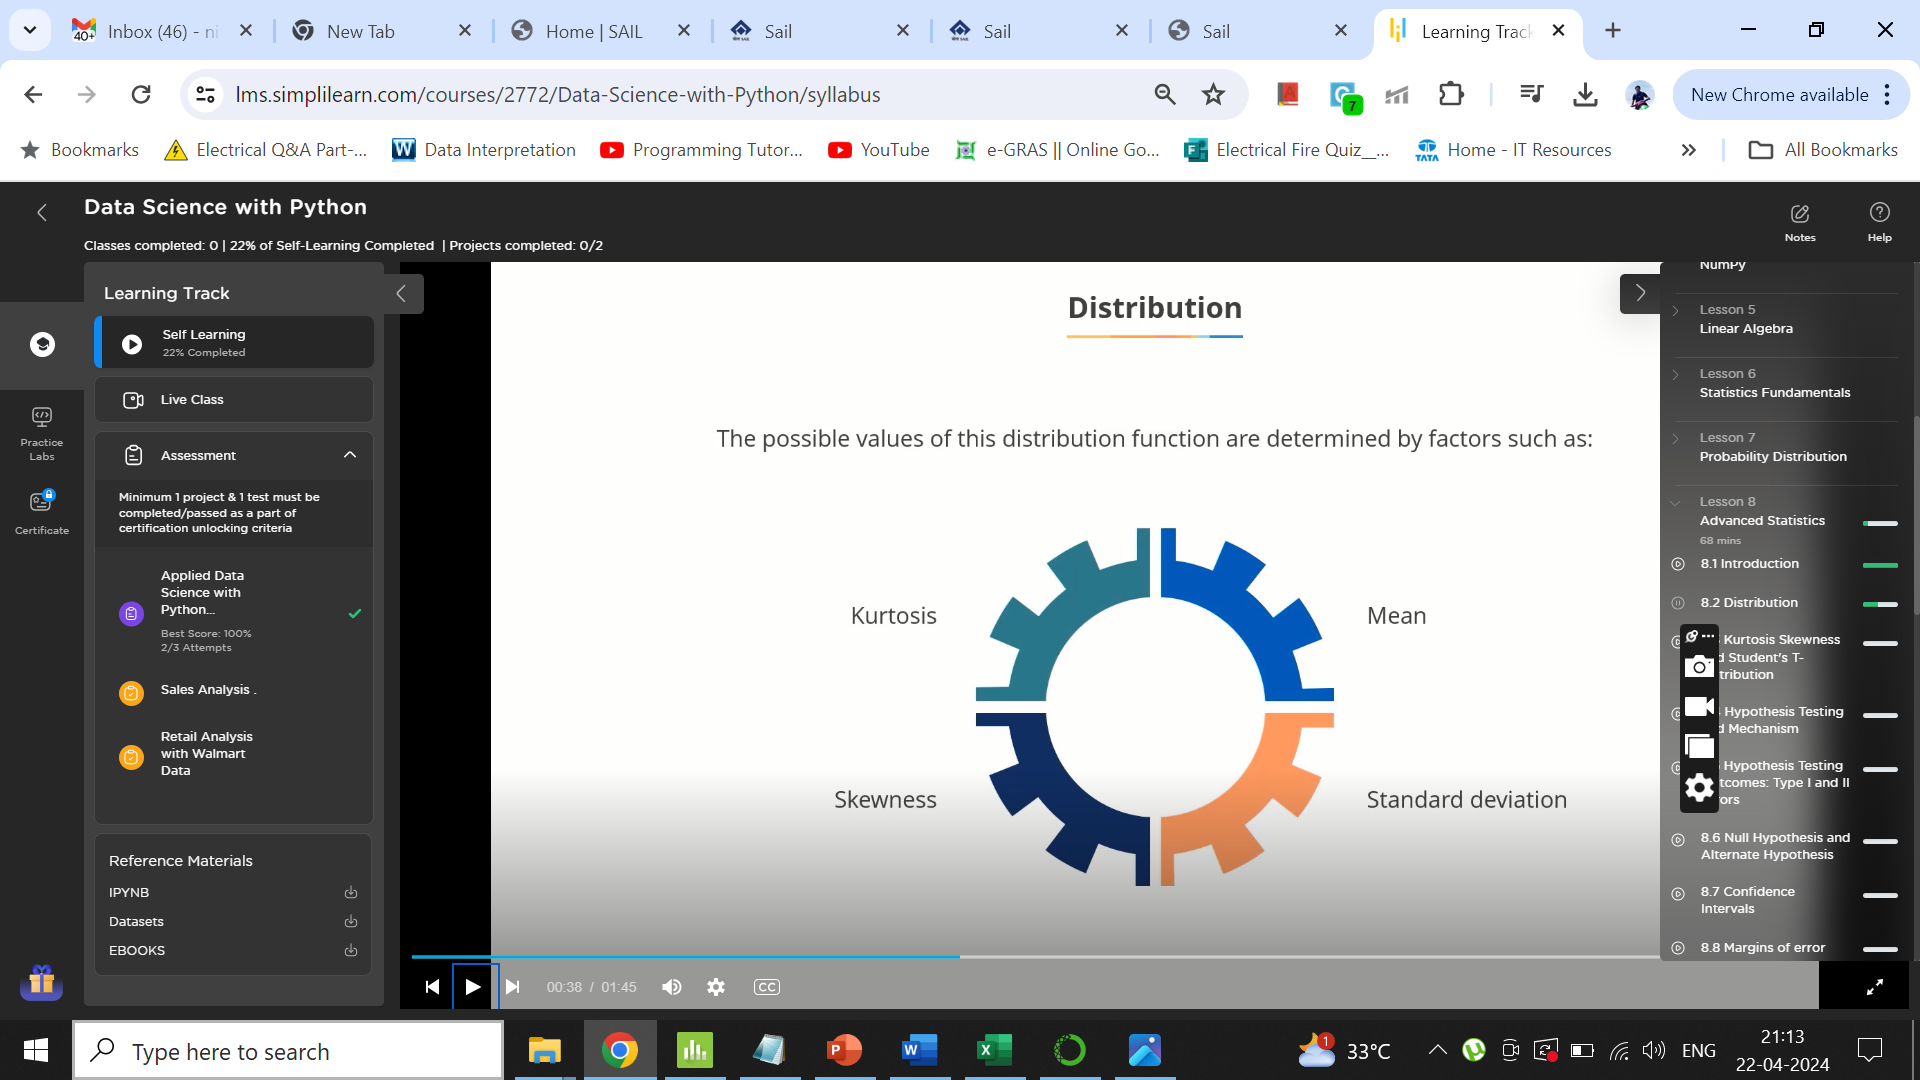 Inbox (46) - ni
New Tab
Home | SAIL
Sail
Sail
Sail
Learning Track
lms.simplilearn.com/courses/2772/Data-Science-with-Python/syllabus
7
New Chrome available
Bookmarks
Electrical Q&A Part-...
Data Interpretation
Programming Tutor...
YouTube
e-GRAS || Online Go...
Electrical Fire Quiz__...
TATA
Home - IT Resources
All Bookmarks
Data Science with Python
Classes completed: 0 | 22% of Self-Learning Completed | Projects completed: 0/2
Notes
Help
Learning Track
Self Learning
22% Completed
Live Class
Assessment
Minimum 1 project & 1 test must be
completed/passed as a part of
certification unlocking criteria
Applied Data
Science with
Python...
Best Score: 100%
2/3 Attempts
Sales Analysis .
Retail Analysis
with Walmart
Data
Reference Materials
IPYNB
Datasets
EBOOKS
Practice
Labs
Certificate
Distribution
The possible values of this distribution function are determined by factors such as:
Kurtosis
Mean
Skewness
Standard deviation
00:38 / 01:45
CC
NumPy
Lesson 5
Linear Algebra
Lesson 6
Statistics Fundamentals
Lesson 7
Probability Distribution
Lesson 8
Advanced Statistics
68 mins
8.1 Introduction
8.2 Distribution
Kurtosis Skewness
d Student's T-
tribution
Hypothesis Testing
d Mechanism
Hypothesis Testing
tcomes: Type I and II
ors
8.6 Null Hypothesis and
Alternate Hypothesis
8.7 Confidence
Intervals
8.8 Margins of error
Type here to search
1
33°C
ENG
21:13
22-04-2024